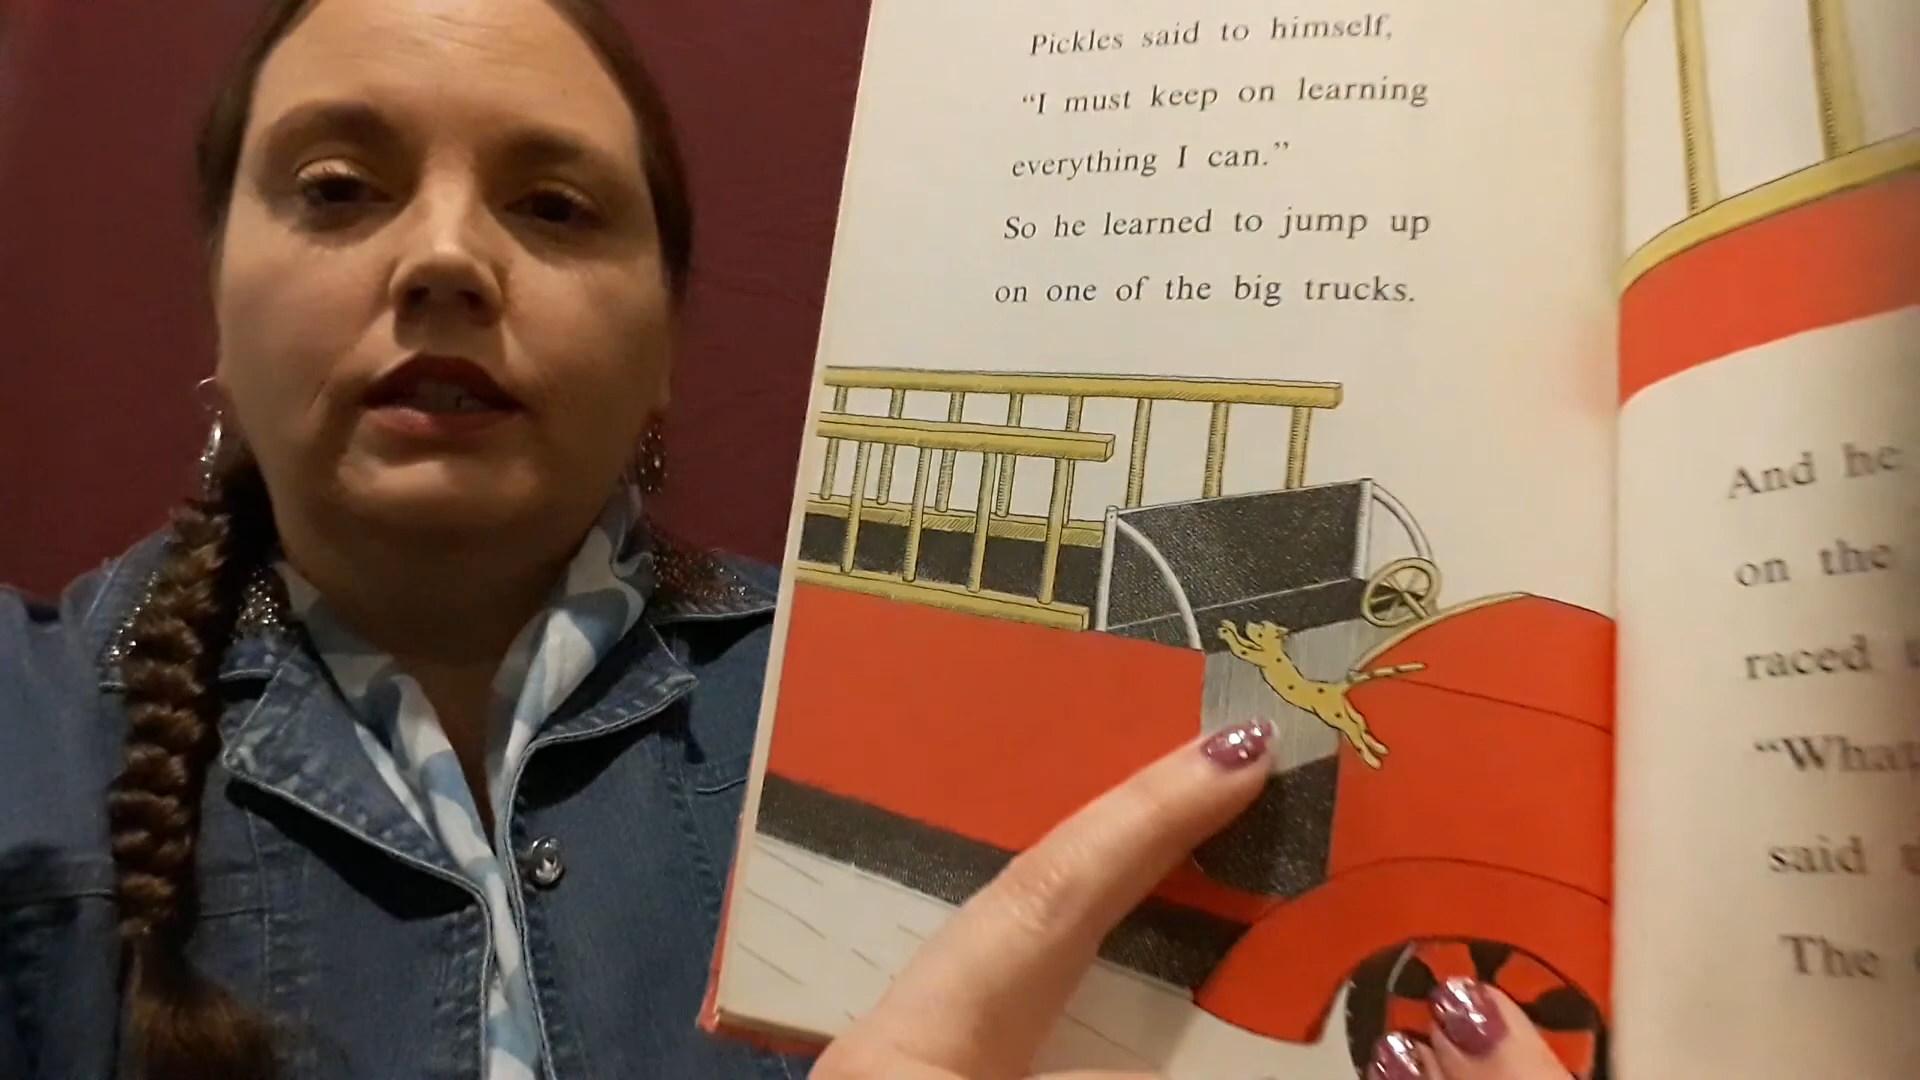 Pickles said to himself,
“I must keep on learning
everything I can.”
So he learned to jump up
on one of the big trucks.
And he
on the
raced
“What
said
The